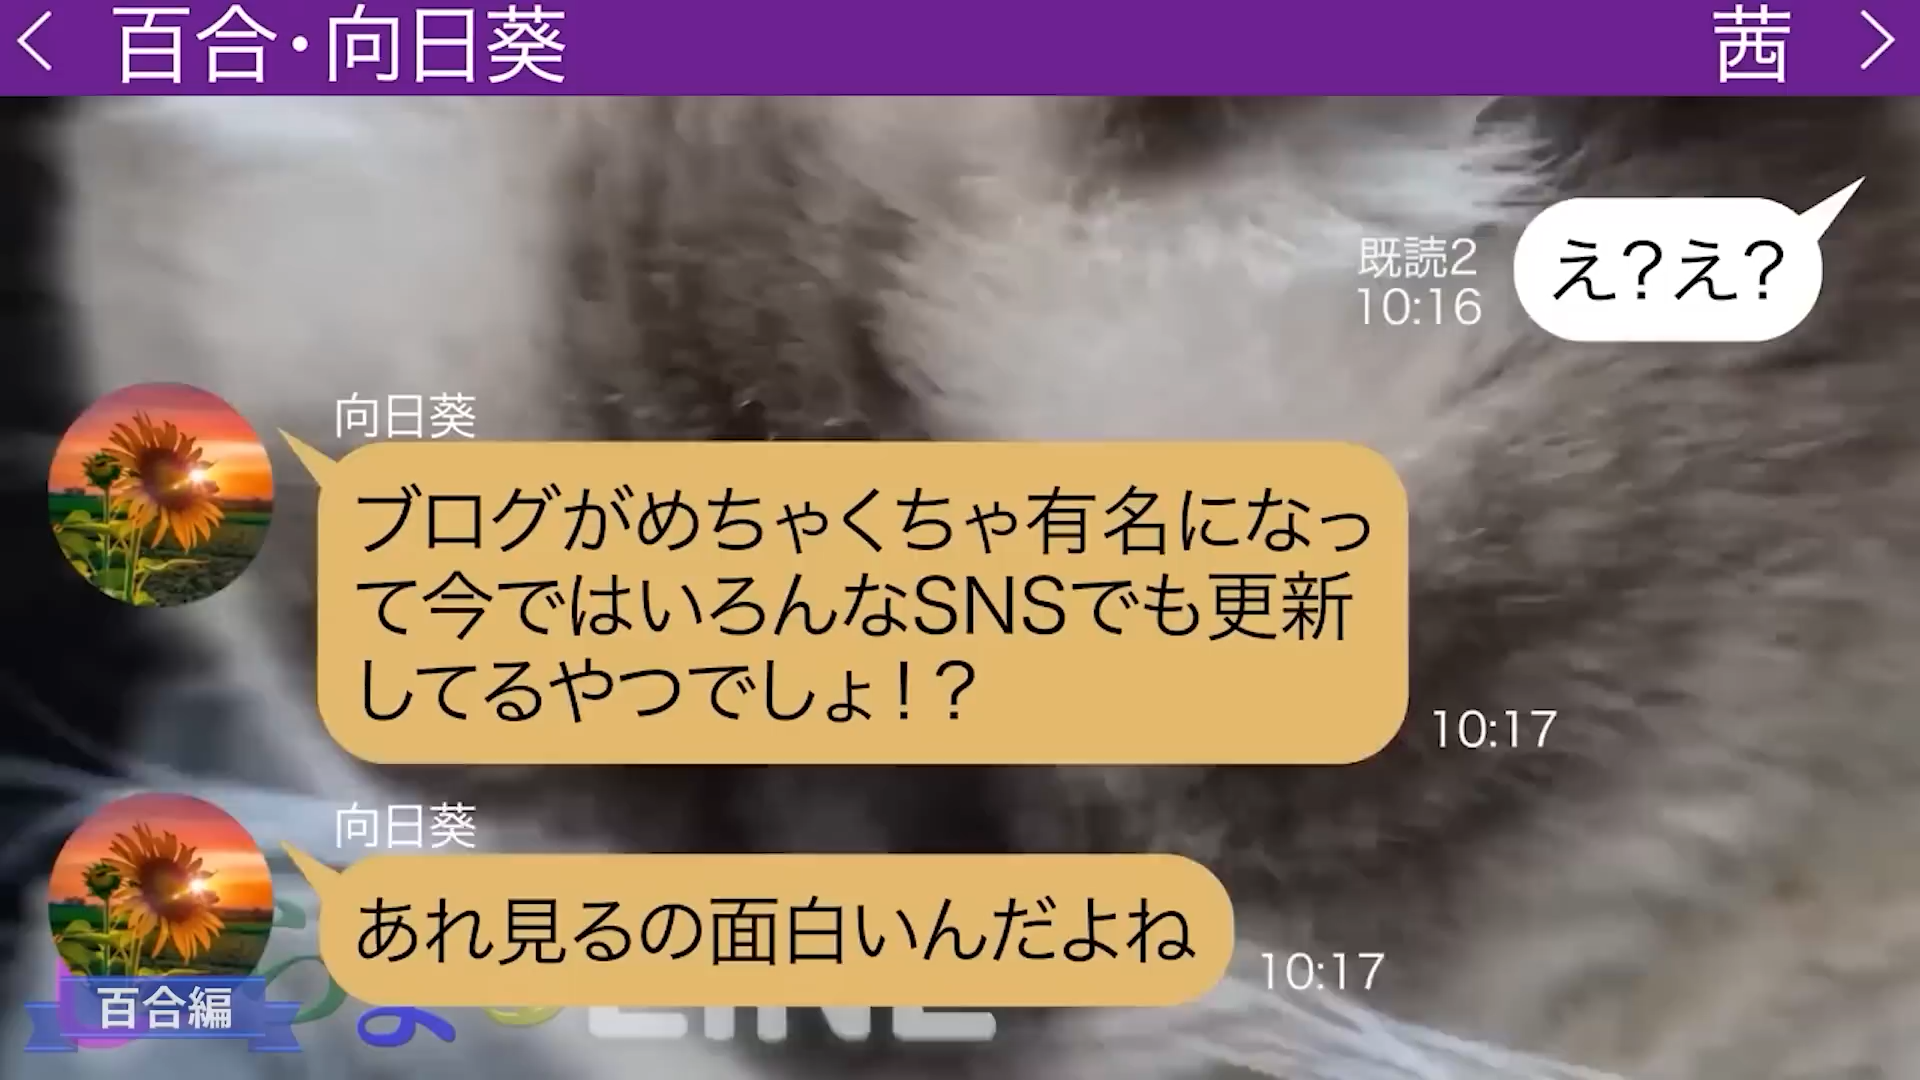 百合・向日葵
茜
え？え？
既読2
10:16
向日葵
ブログがめちゃくちゃ有名になっ
て今ではいろんなSNSでも更新
してるやつでしょ！？
10:17
向日葵
あれ見るの面白いんだよね
10:17
百合編
LINE